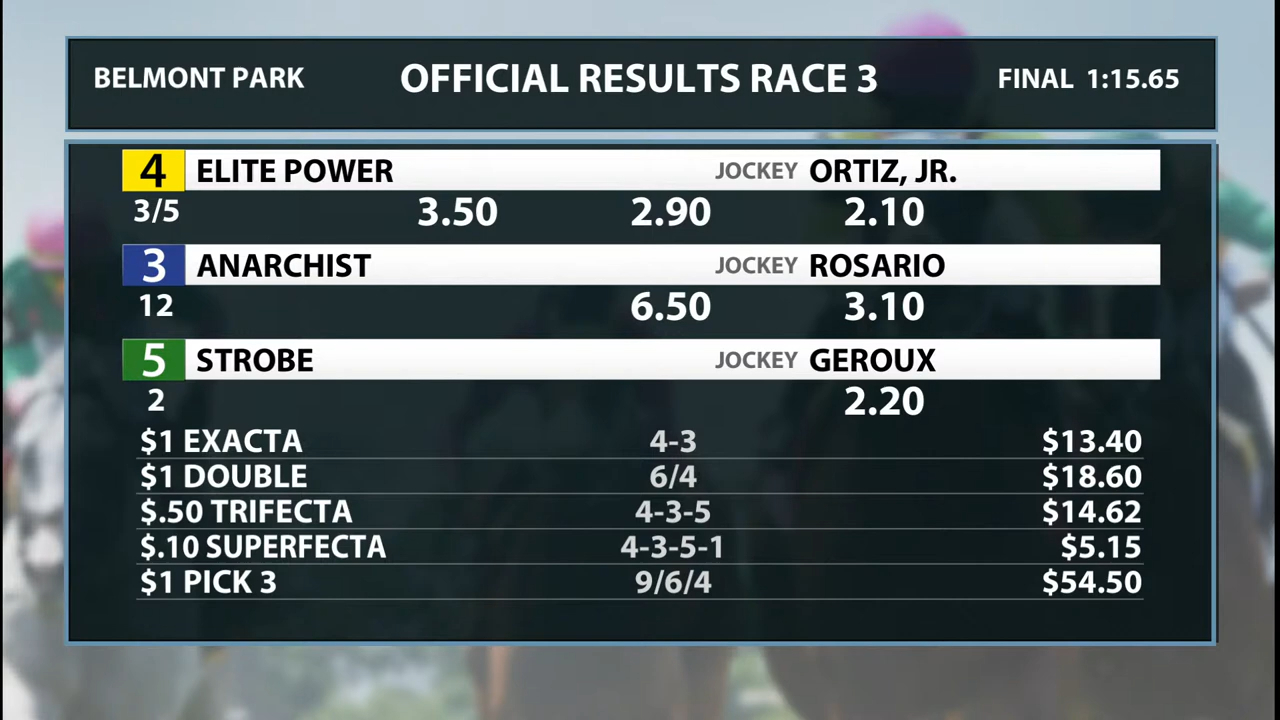 BELMONT PARK OFFICIAL RESULTS RACE 3 FINAL 1:15.65
4 ELITE POWER JOCKEY ORTIZ, JR.
3/5 3.50 2.90 2.10
3 ANARCHIST JOCKEY ROSARIO
12 6.50 3.10
5 STROBE JOCKEY GEROUX
2 2.20
$1 EXACTA 4-3 $13.40
$1 DOUBLE 6/4 $18.60
$.50 TRIFECTA 4-3-5 $14.62
$.10 SUPERFECTA 4-3-5-1 $5.15
$1 PICK 3 9/6/4 $54.50